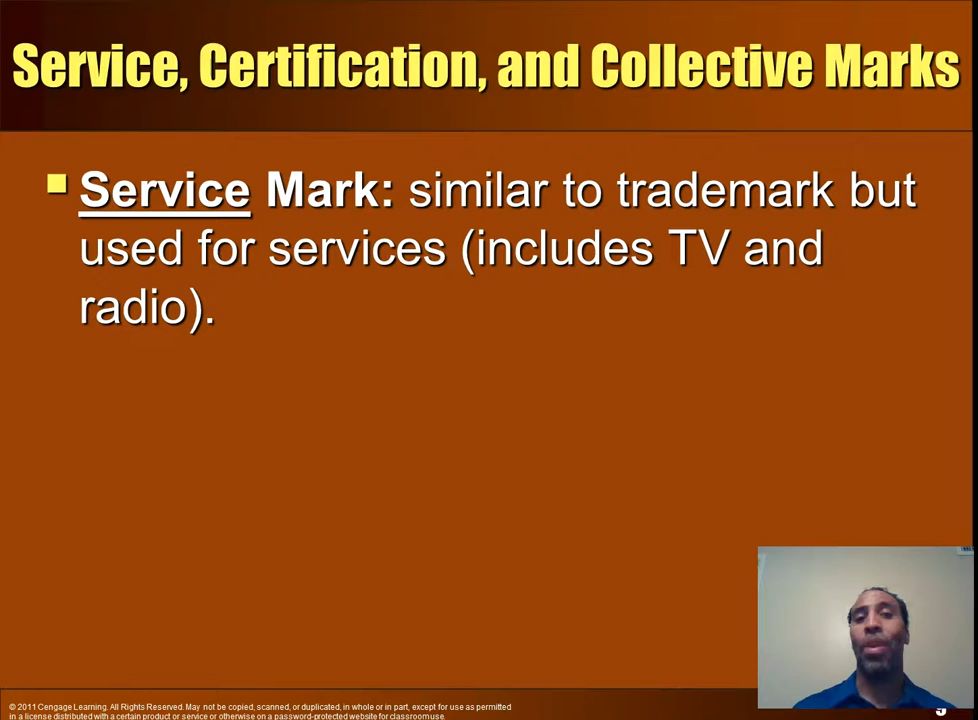 Service, Certification, and Collective Marks
Service Mark: similar to trademark but
used for services (includes TV and
radio).
© 2011 Cengage Learning. All Rights Reserved. May not be copied, scanned, or duplicated, in whole or in part, except for use as permitted
in a license distributed with a certain product or service or otherwise on a password-protected website for classroom use.